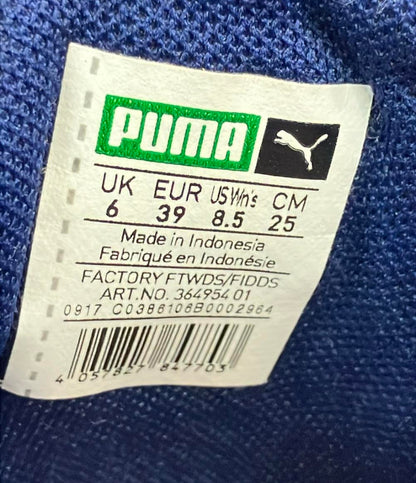 PUMA
UK EUR US Wn's CM
6 39 8.5 25
Made in Indonesia
Fabriqué en Indonésie
FACTORY FTWDS/FIDDS
ART.NO. 364954 01
0917 C0386106B0002964
4 057827 847703